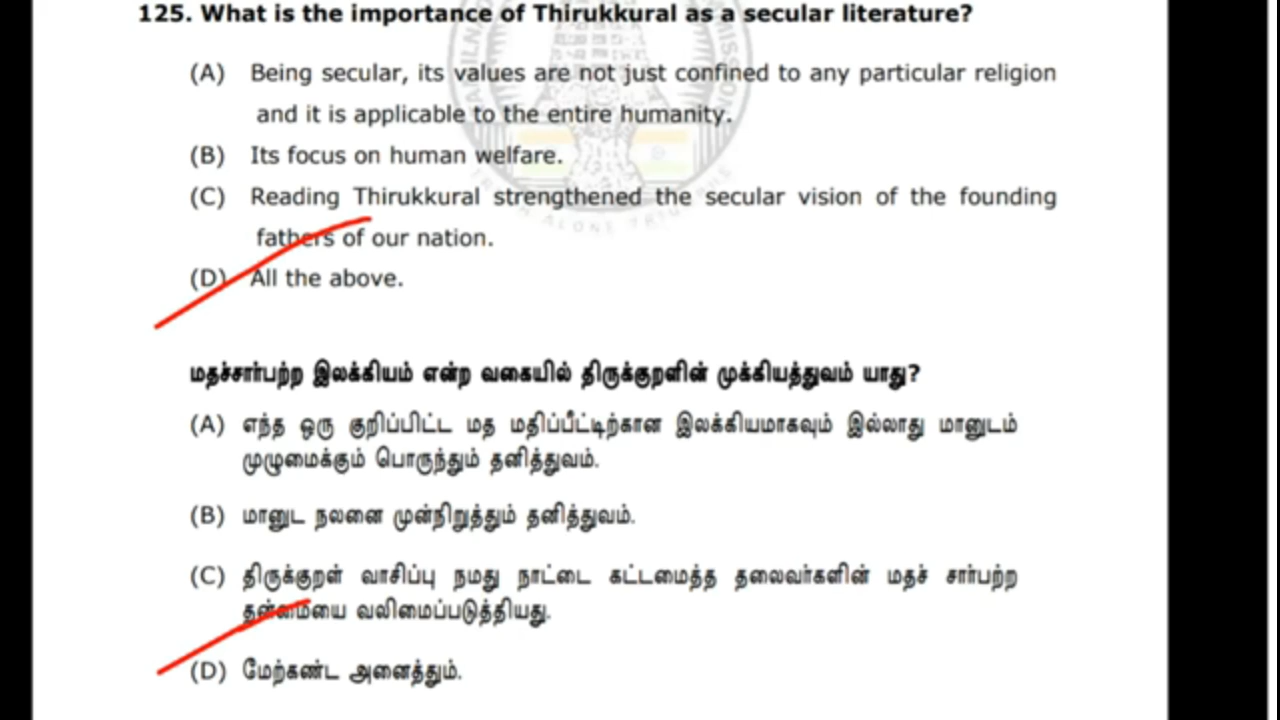 125. What is the importance of Thirukkural as a secular literature?
(A) Being secular, its values are not just confined to any particular religion
and it is applicable to the entire humanity.
(B) Its focus on human welfare.
(C) Reading Thirukkural strengthened the secular vision of the founding
fathers of our nation.
(D) All the above.
மதச்சார்பற்ற இலக்கியம் என்ற வகையில் திருக்குறளின் முக்கியத்துவம் யாது?
(A) எந்த ஒரு குறிப்பிட்ட மத மதிப்பீட்டிற்கான இலக்கியமாகவும் இல்லாது மானுடம்
முழுமைக்கும் பொருந்தும் தனித்துவம்.
(B) மானுட நலனை முன்நிறுத்தும் தனித்துவம்.
(C) திருக்குறள் வாசிப்பு நமது நாட்டை கட்டமைத்த தலைவர்களின் மதச் சார்பற்ற
தன்மையை வலிமைப்படுத்தியது.
(D) மேற்கண்ட அனைத்தும்.